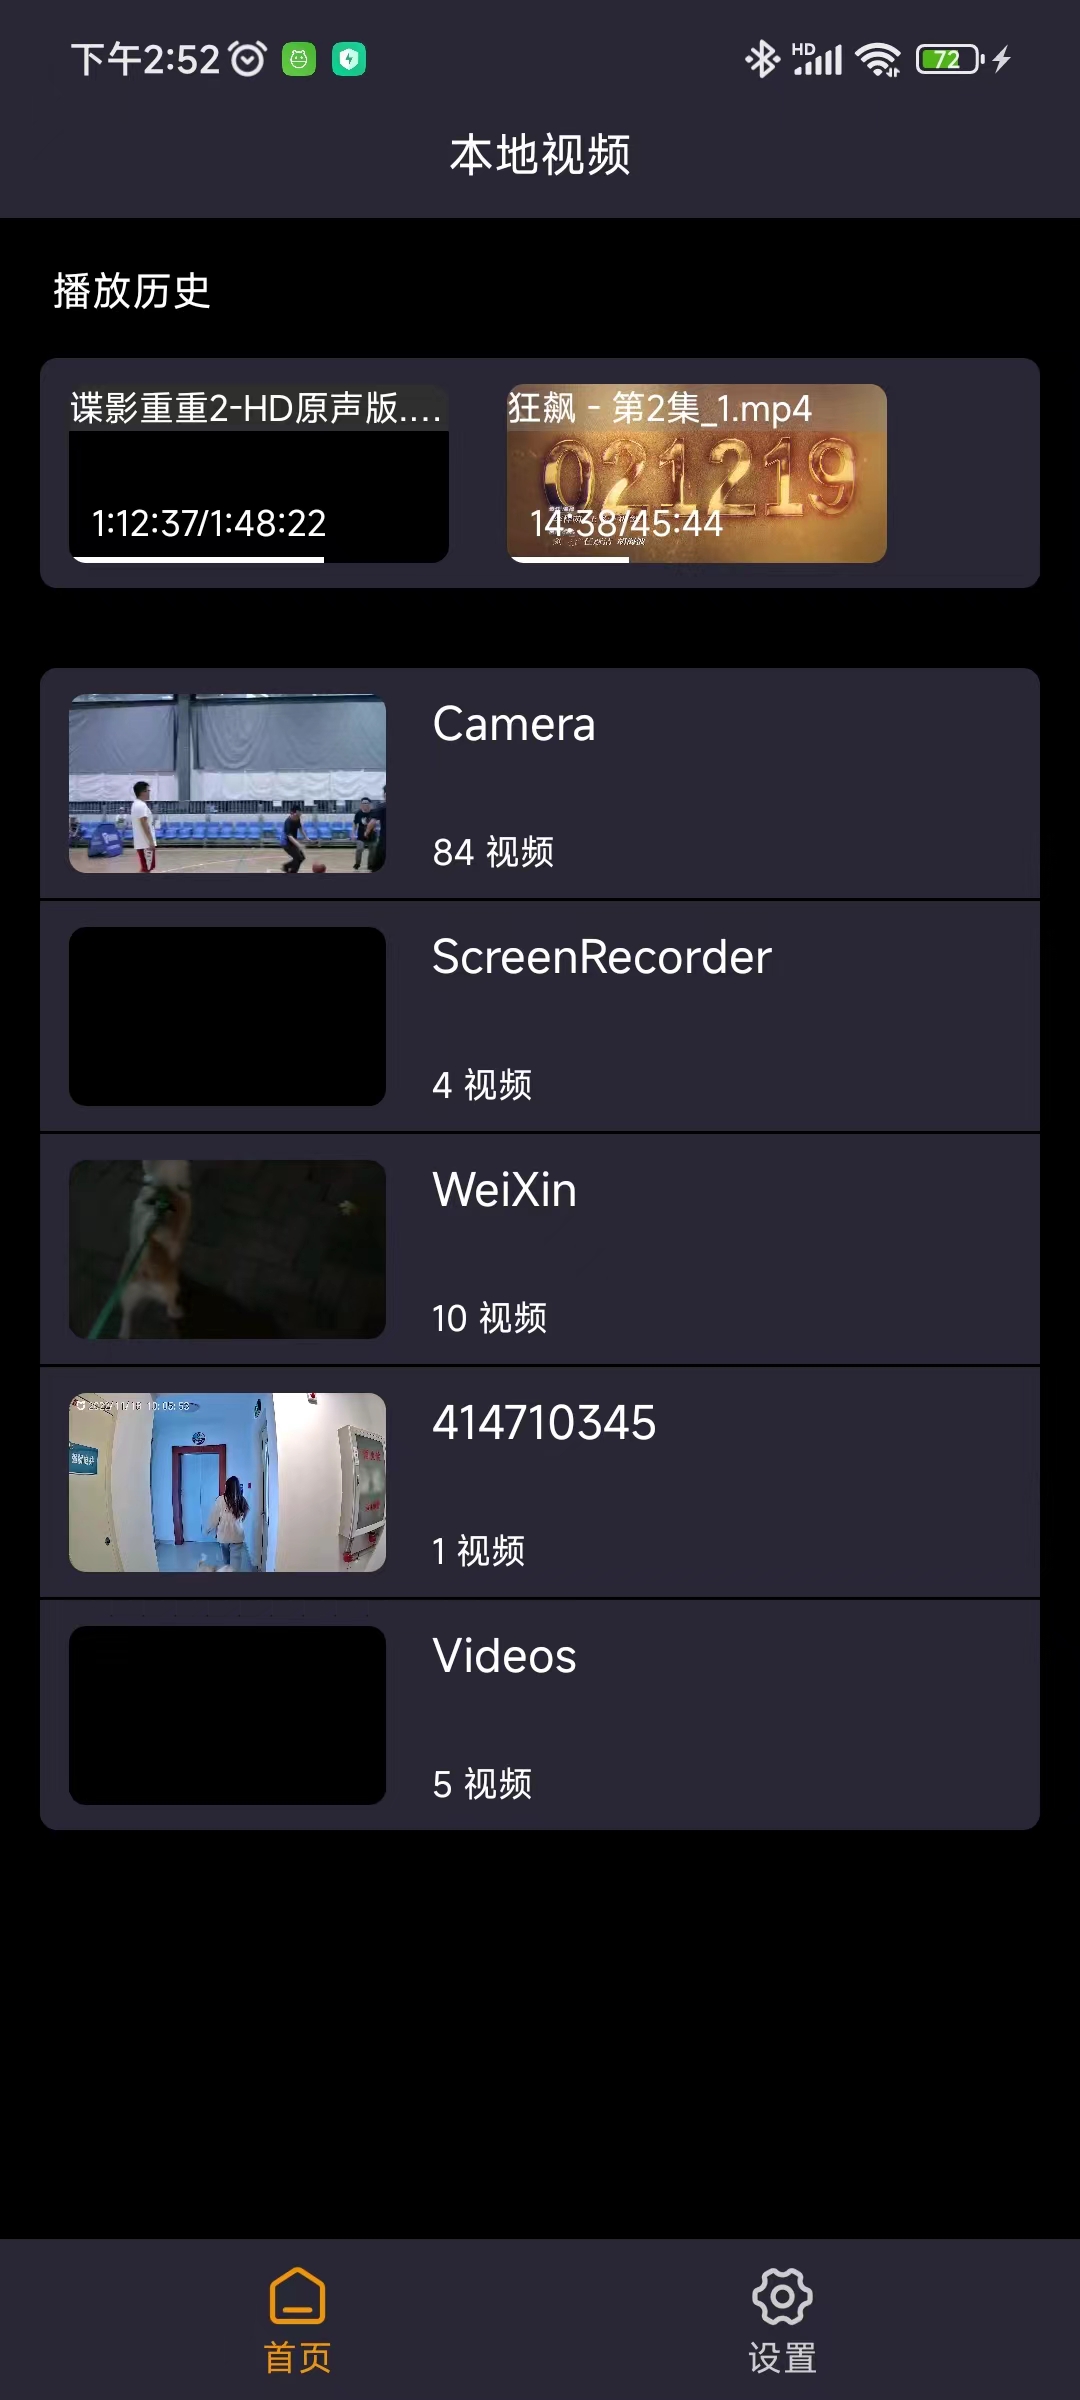 下午2:52
HD
72
本地视频
播放历史
谍影重重2-HD原声版....
1:12:37/1:48:22
狂飙 - 第2集_1.mp4
021219
14:38/45:44
Camera
84 视频
ScreenRecorder
4 视频
WeiXin
10 视频
414710345
1 视频
Videos
5 视频
首页
设置